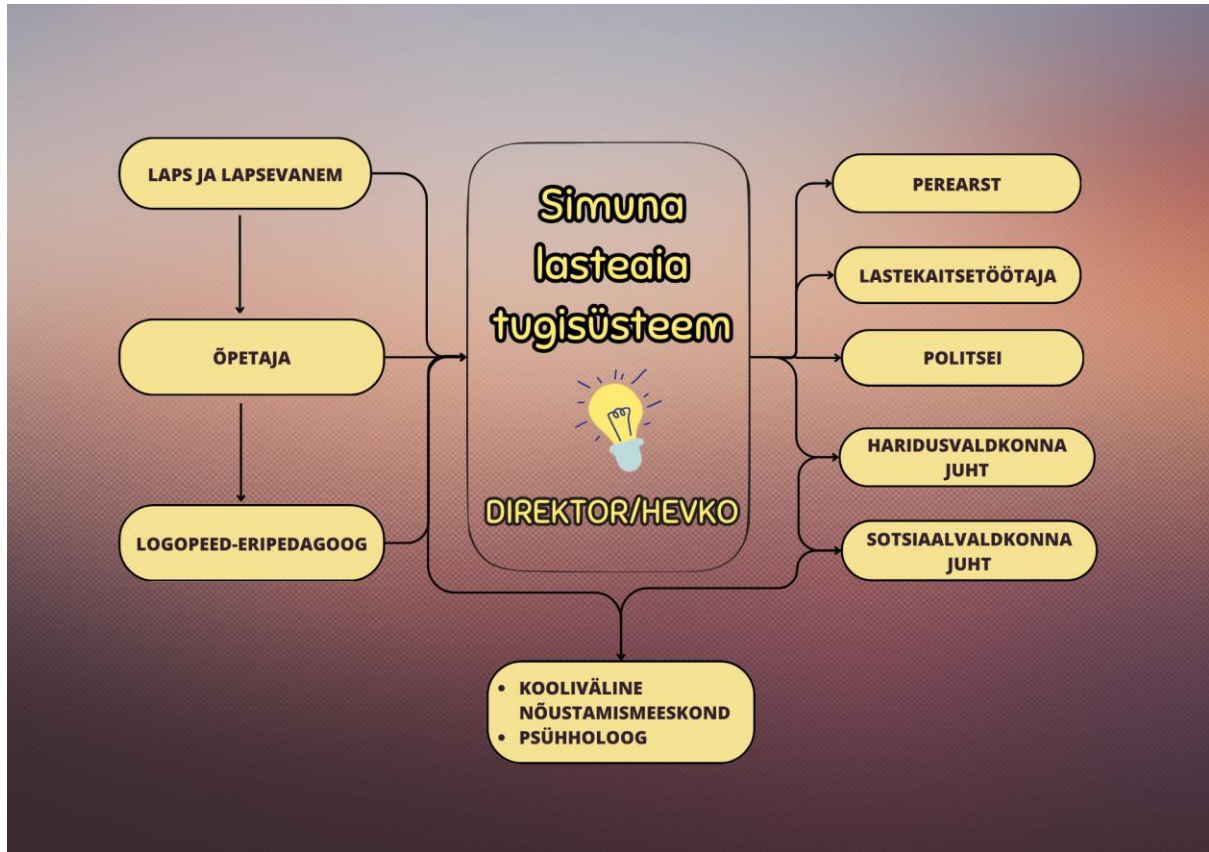 LAPS JA LAPSEVANEM
ÕPETAJA
LOGOPEED-ERIPEDAGOOG
Simuna
lasteaia
tugisüsteem
DIREKTOR/HEVKO
PEREARST
LASTEKAITSETÖÖTAJA
POLITSEI
HARIDUSVALDKONNA
JUHT
SOTSIAALVALDKONNA
JUHT
• KOOLIVÄLINE
NÕUSTAMISMEESKOND
• PSÜHHOLOOG